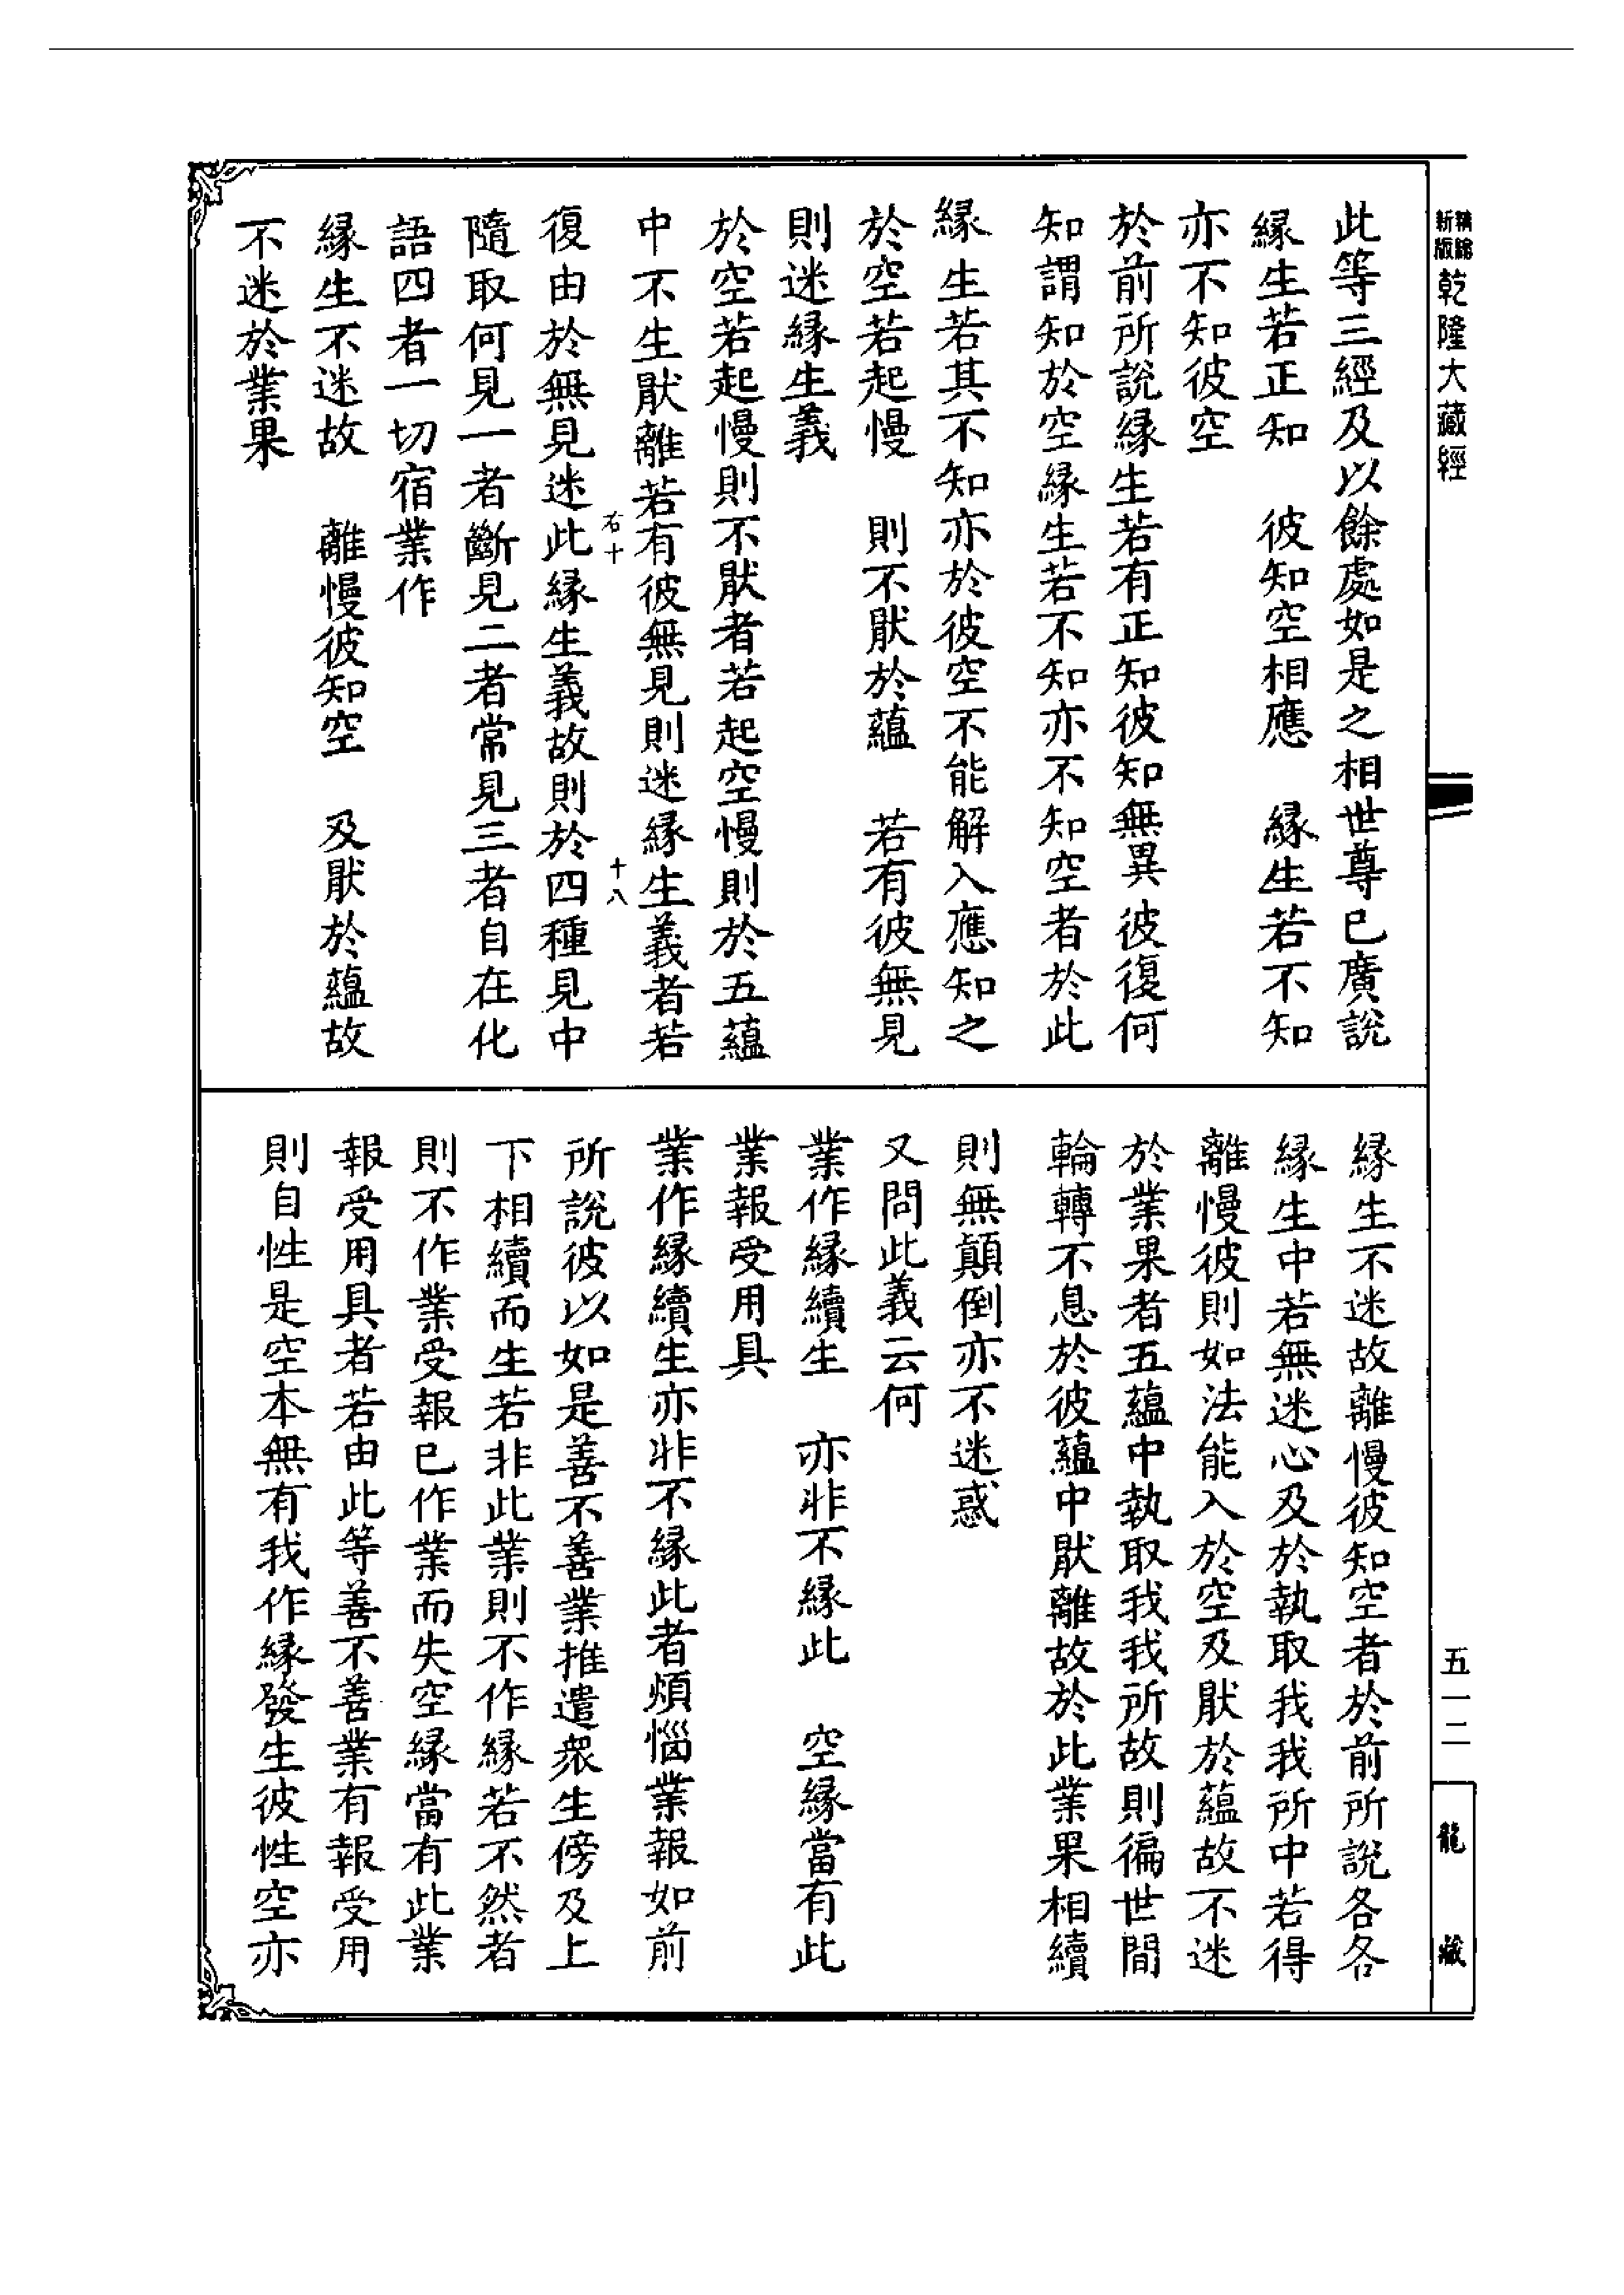 精編新版
乾隆大藏經
此等三經及以餘處如是之相世尊已廣說
緣生若正知　彼知空相應　緣生若不知
亦不知彼空
於前所說緣生若有正知彼知無異彼復何
知謂知於空緣生若不知亦不知空者於此
緣生若其不知亦於彼空不能解入應知之
於空若起慢　則不厭於蘊　若有彼無見
則迷緣生義
於空若起慢則不厭者若起空慢則於五蘊
中不生厭離若有彼無見則迷緣生義者若
右十　十八
復由於無見迷此緣生義故則於四種見中
隨取何見一者斷見二者常見三者自在化
語四者一切宿業作
緣生不迷故　離慢彼知空　及厭於蘊故
不迷於業果
緣生不迷故離慢彼知空者於前所說各各
緣生中若無迷心及於執取我我所中若得
離慢彼則如法能入於空及厭於蘊故不迷
於業果者五蘊中執取我我所故則徧世間
輪轉不息於彼蘊中厭離故於此業果相續
則無顛倒亦不迷惑
又問此義云何
業作緣續生　亦非不緣此　空緣當有此
業報受用具
業作緣續生亦非不緣此者煩惱業報如前
所說彼以如是善不善業推遣眾生傍及上
下相續而生若非此業則不作緣若不然者
則不作業受報已作業而失空緣當有此業
報受用具者若由此等善不善業有報受用
則自性是空本無有我作緣發生彼性空亦
五一二
龍藏